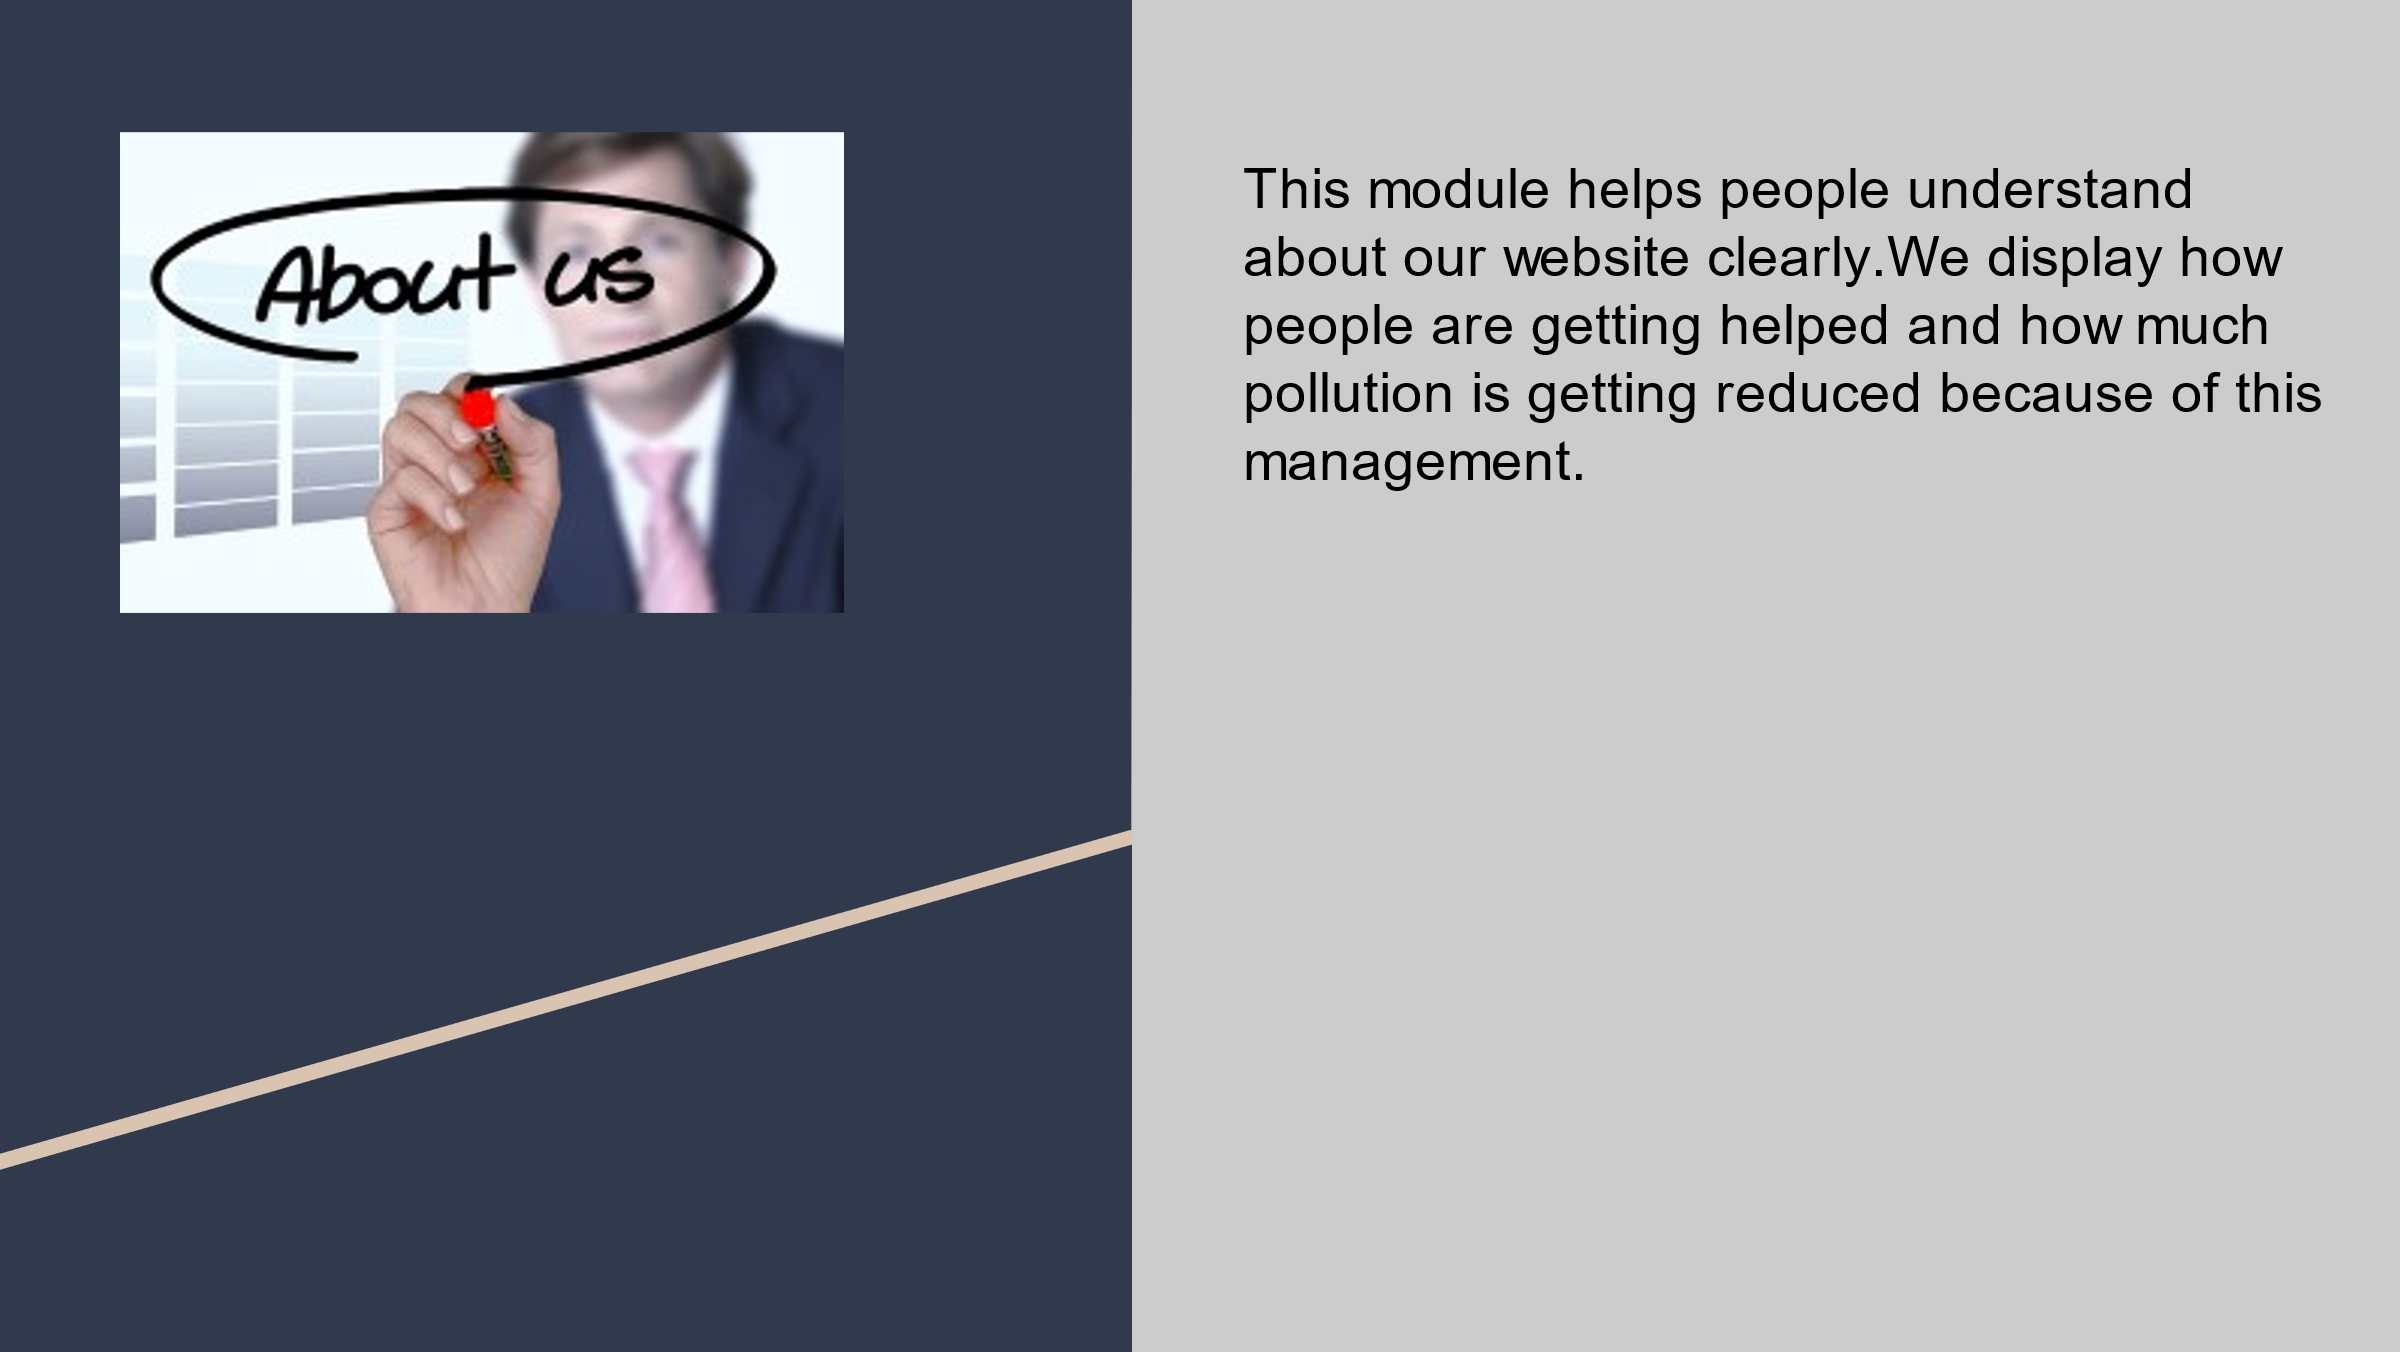 About us
This module helps people understand
about our website clearly.We display how
people are getting helped and how much
pollution is getting reduced because of this
management.